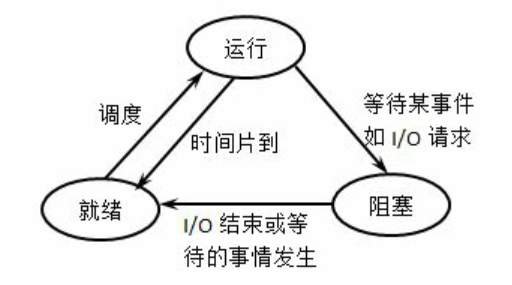 运行
调度
时间片到
等待某事件
如 I/O 请求
就绪
阻塞
I/O 结束或等
待的事情发生